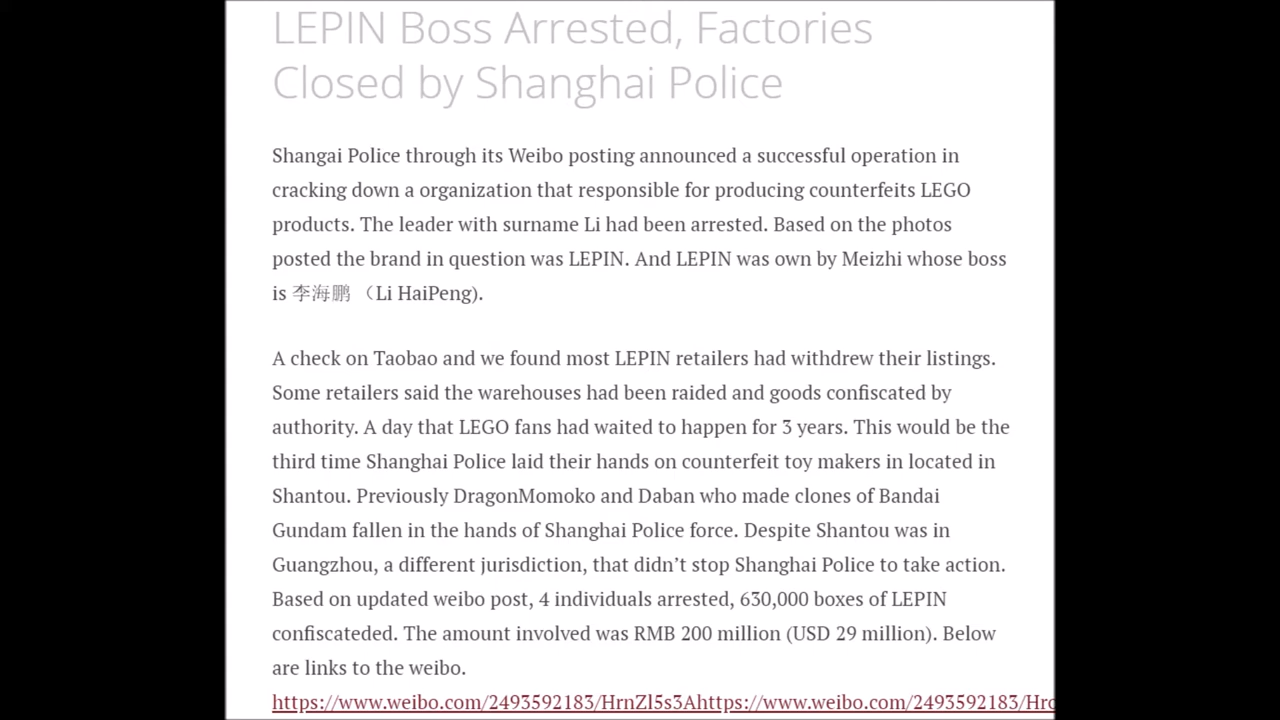 LEPIN Boss Arrested, Factories
Closed by Shanghai Police
Shangai Police through its Weibo posting announced a successful operation in
cracking down a organization that responsible for producing counterfeits LEGO
products. The leader with surname Li had been arrested. Based on the photos
posted the brand in question was LEPIN. And LEPIN was own by Meizhi whose boss
is 李海鹏 （Li HaiPeng).
A check on Taobao and we found most LEPIN retailers had withdrew their listings.
Some retailers said the warehouses had been raided and goods confiscated by
authority. A day that LEGO fans had waited to happen for 3 years. This would be the
third time Shanghai Police laid their hands on counterfeit toy makers in located in
Shantou. Previously DragonMomoko and Daban who made clones of Bandai
Gundam fallen in the hands of Shanghai Police force. Despite Shantou was in
Guangzhou, a different jurisdiction, that didn’t stop Shanghai Police to take action.
Based on updated weibo post, 4 individuals arrested, 630,000 boxes of LEPIN
confiscateded. The amount involved was RMB 200 million (USD 29 million). Below
are links to the weibo.
https://www.weibo.com/2493592183/HrnZl5s3Ahttps://www.weibo.com/2493592183/Hro